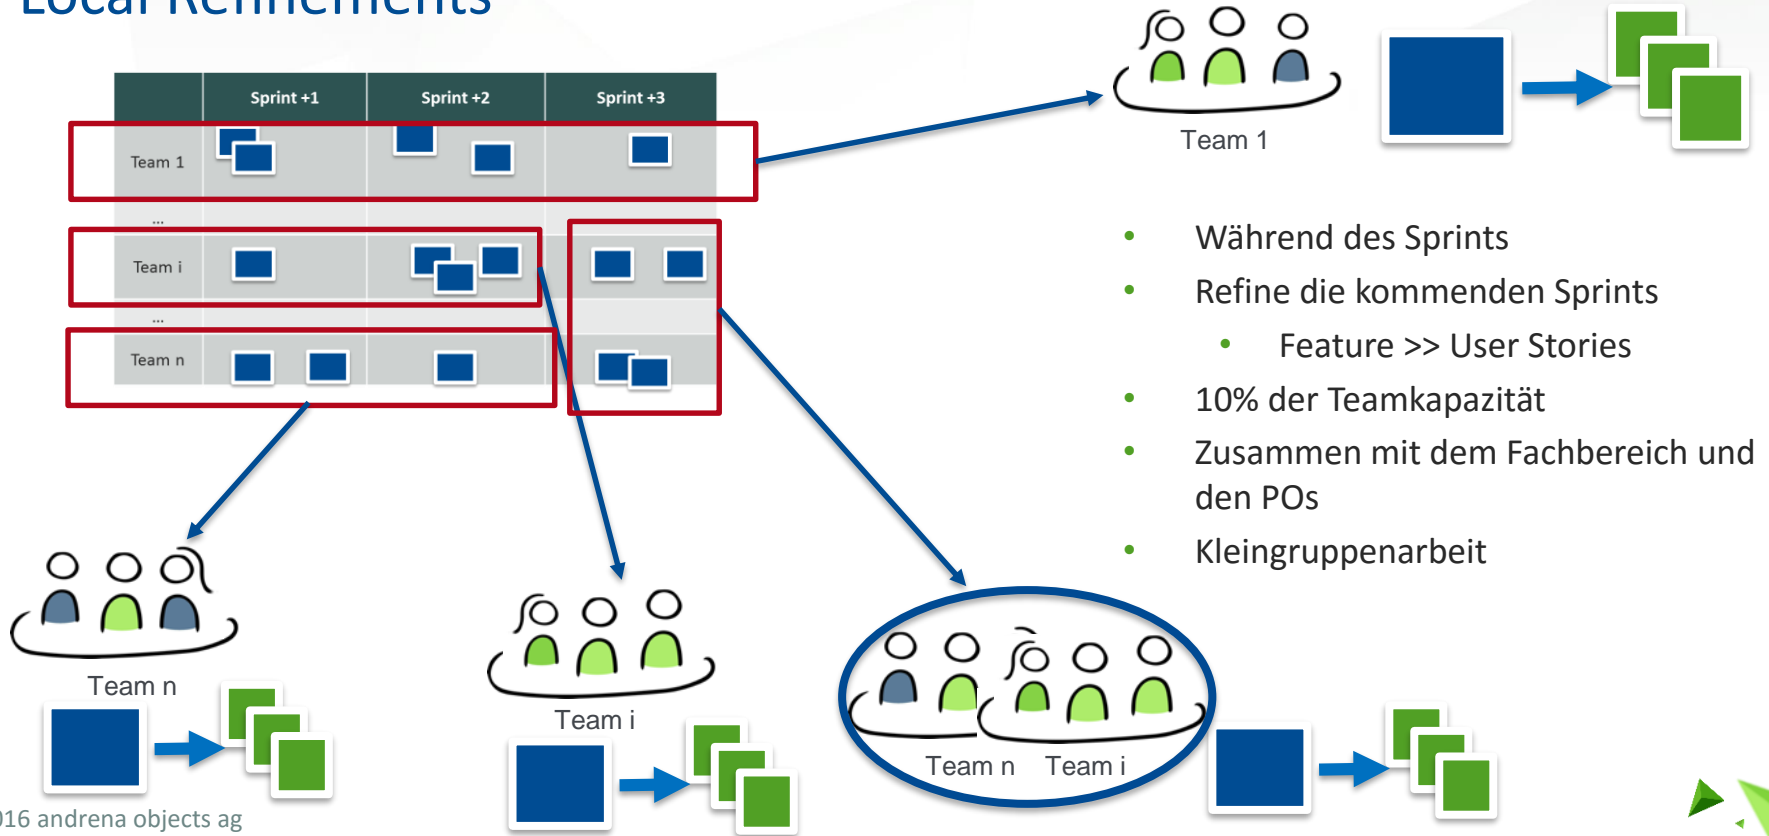 Local Refinements
Sprint +1 Sprint +2 Sprint +3
Team 1
...
Team i
...
Team n
Team 1
• Während des Sprints
• Refine die kommenden Sprints
• Feature >> User Stories
• 10% der Teamkapazität
• Zusammen mit dem Fachbereich und
den POs
• Kleingruppenarbeit
Team n
Team i
Team n Team i
016 andrena objects ag